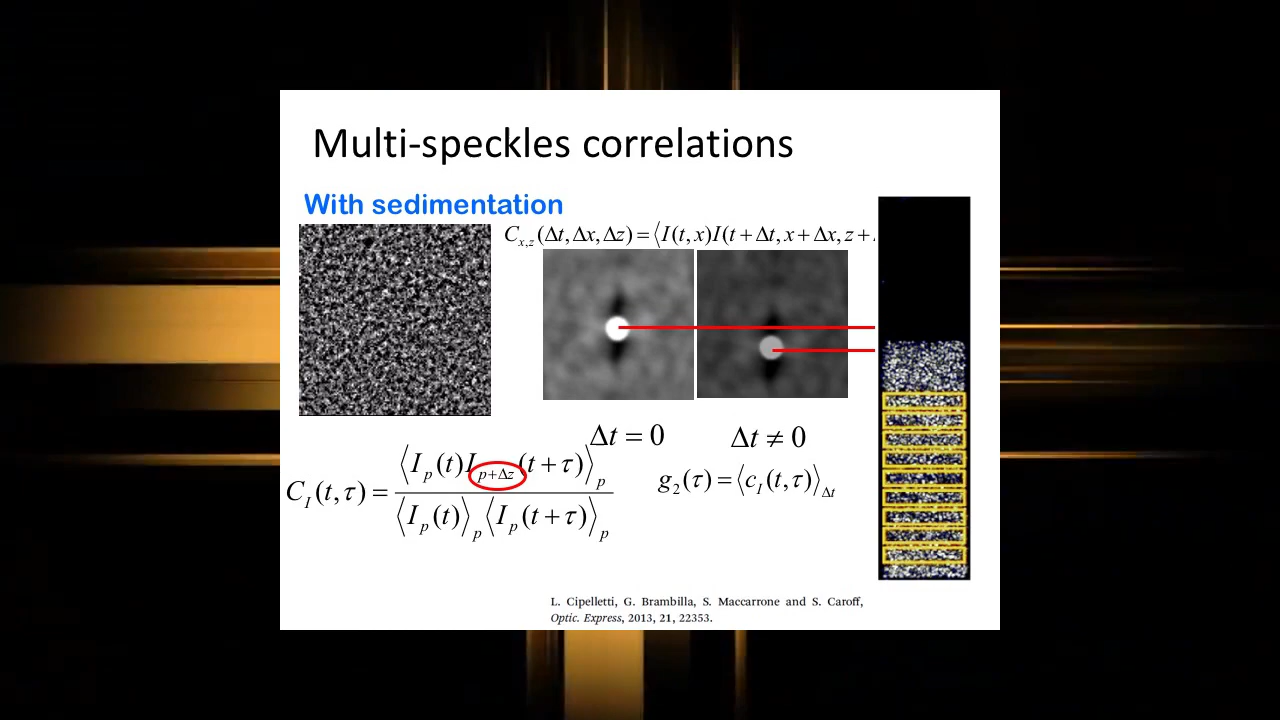 Multi-speckles correlations
With sedimentation
C_{x,z}(Δt,Δx,Δz)=⟨I(t,x)I(t+Δt,x+Δx,z+
Δt = 0
Δt ≠ 0
C_I(t,τ) = ⟨I_p(t)I_{p+Δz}(t+τ)⟩_p / ⟨I_p(t)⟩_p⟨I_p(t+τ)⟩_p
g_2(τ)=⟨c_I(t,τ)⟩_{Δt}
L. Cipelletti, G. Brambilla, S. Maccarrone and S. Caroff,
Optic. Express, 2013, 21, 22353.